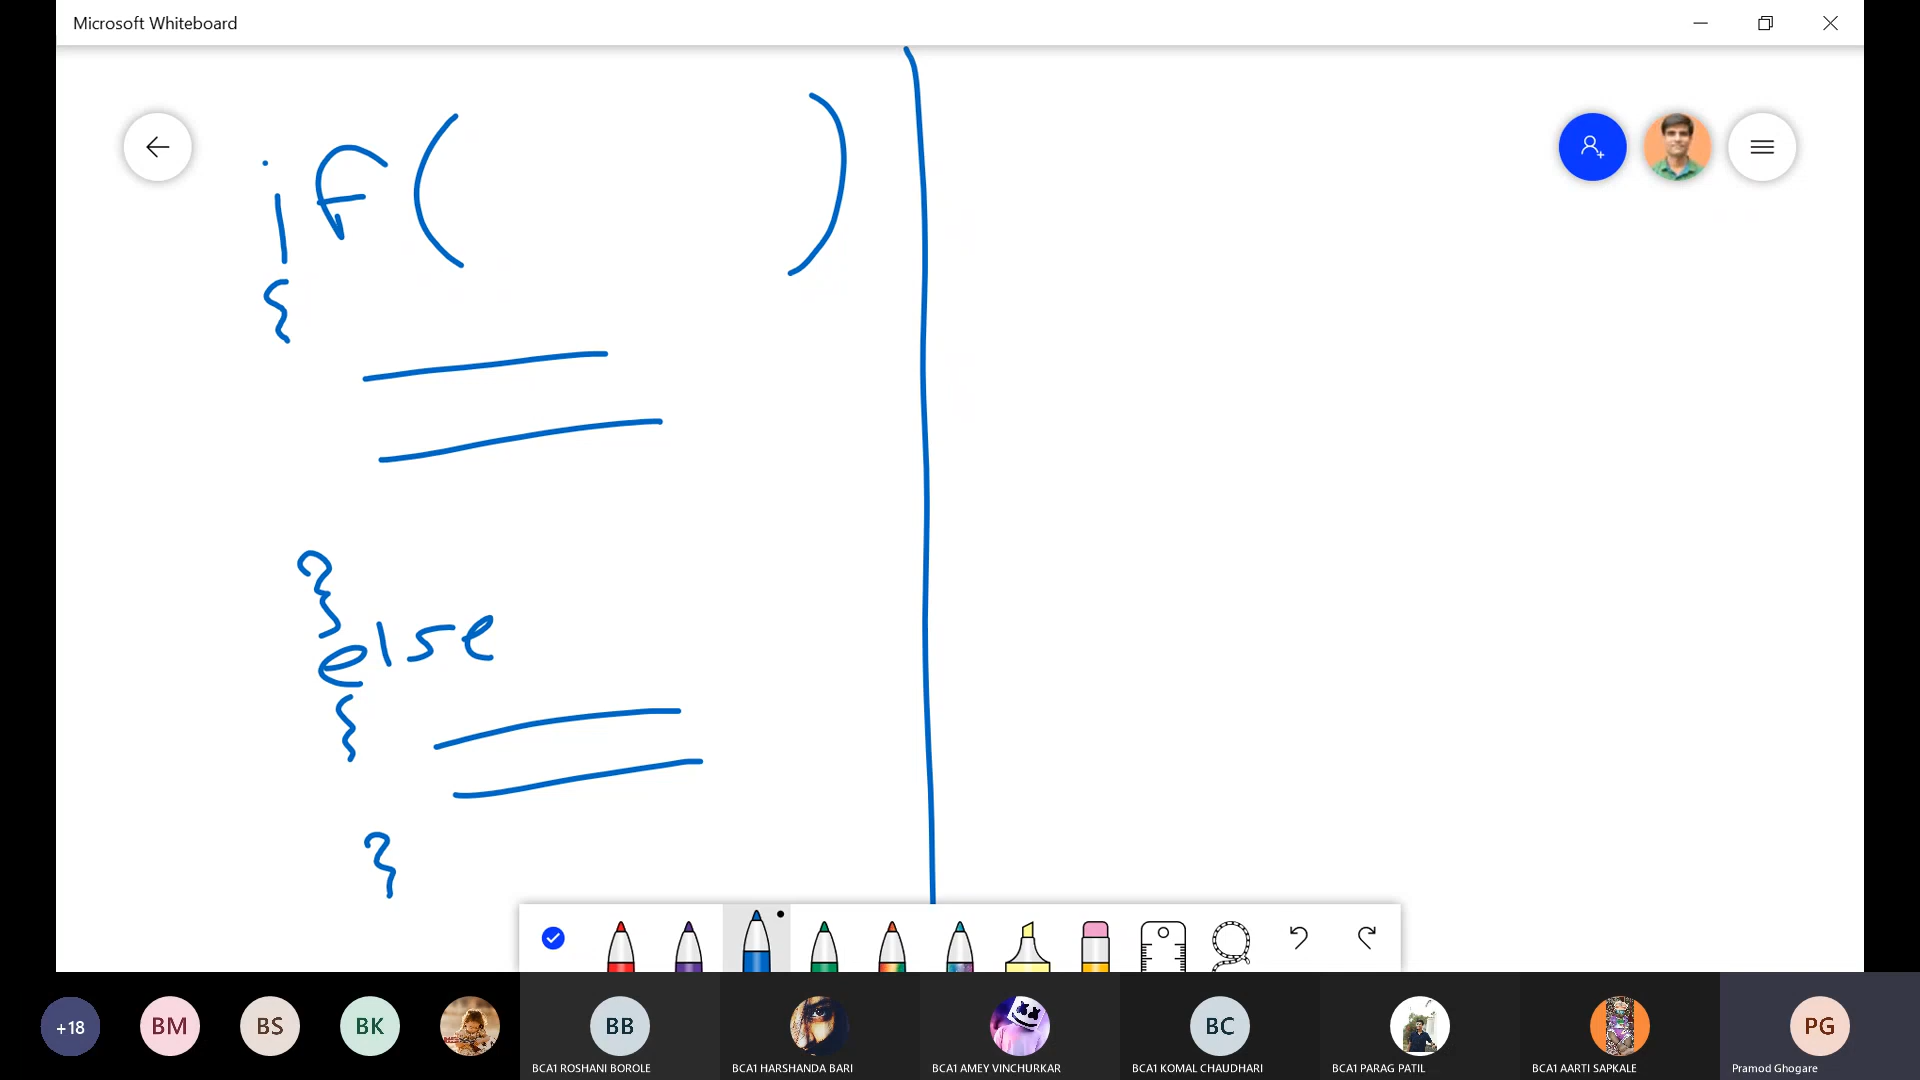 Microsoft Whiteboard
if ( )
{
}
else
{
}
+18
BM
BS
BK
BB
BC
PG
BCA1 ROSHANI BOROLE
BCA1 HARSHANDA BARI
BCA1 AMEY VINCHURKAR
BCA1 KOMAL CHAUDHARI
BCA1 PARAG PATIL
BCA1 AARTI SAPKALE
Pramod Ghogare